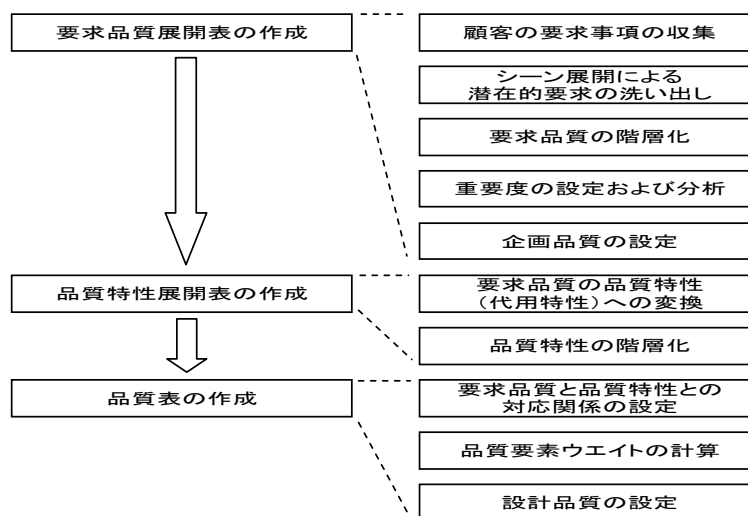 要求品質展開表の作成
顧客の要求事項の収集
シーン展開による
潜在的要求の洗い出し
要求品質の階層化
重要度の設定および分析
企画品質の設定
品質特性展開表の作成
要求品質の品質特性
(代用特性)への変換
品質特性の階層化
品質表の作成
要求品質と品質特性との
対応関係の設定
品質要素ウエイトの計算
設計品質の設定